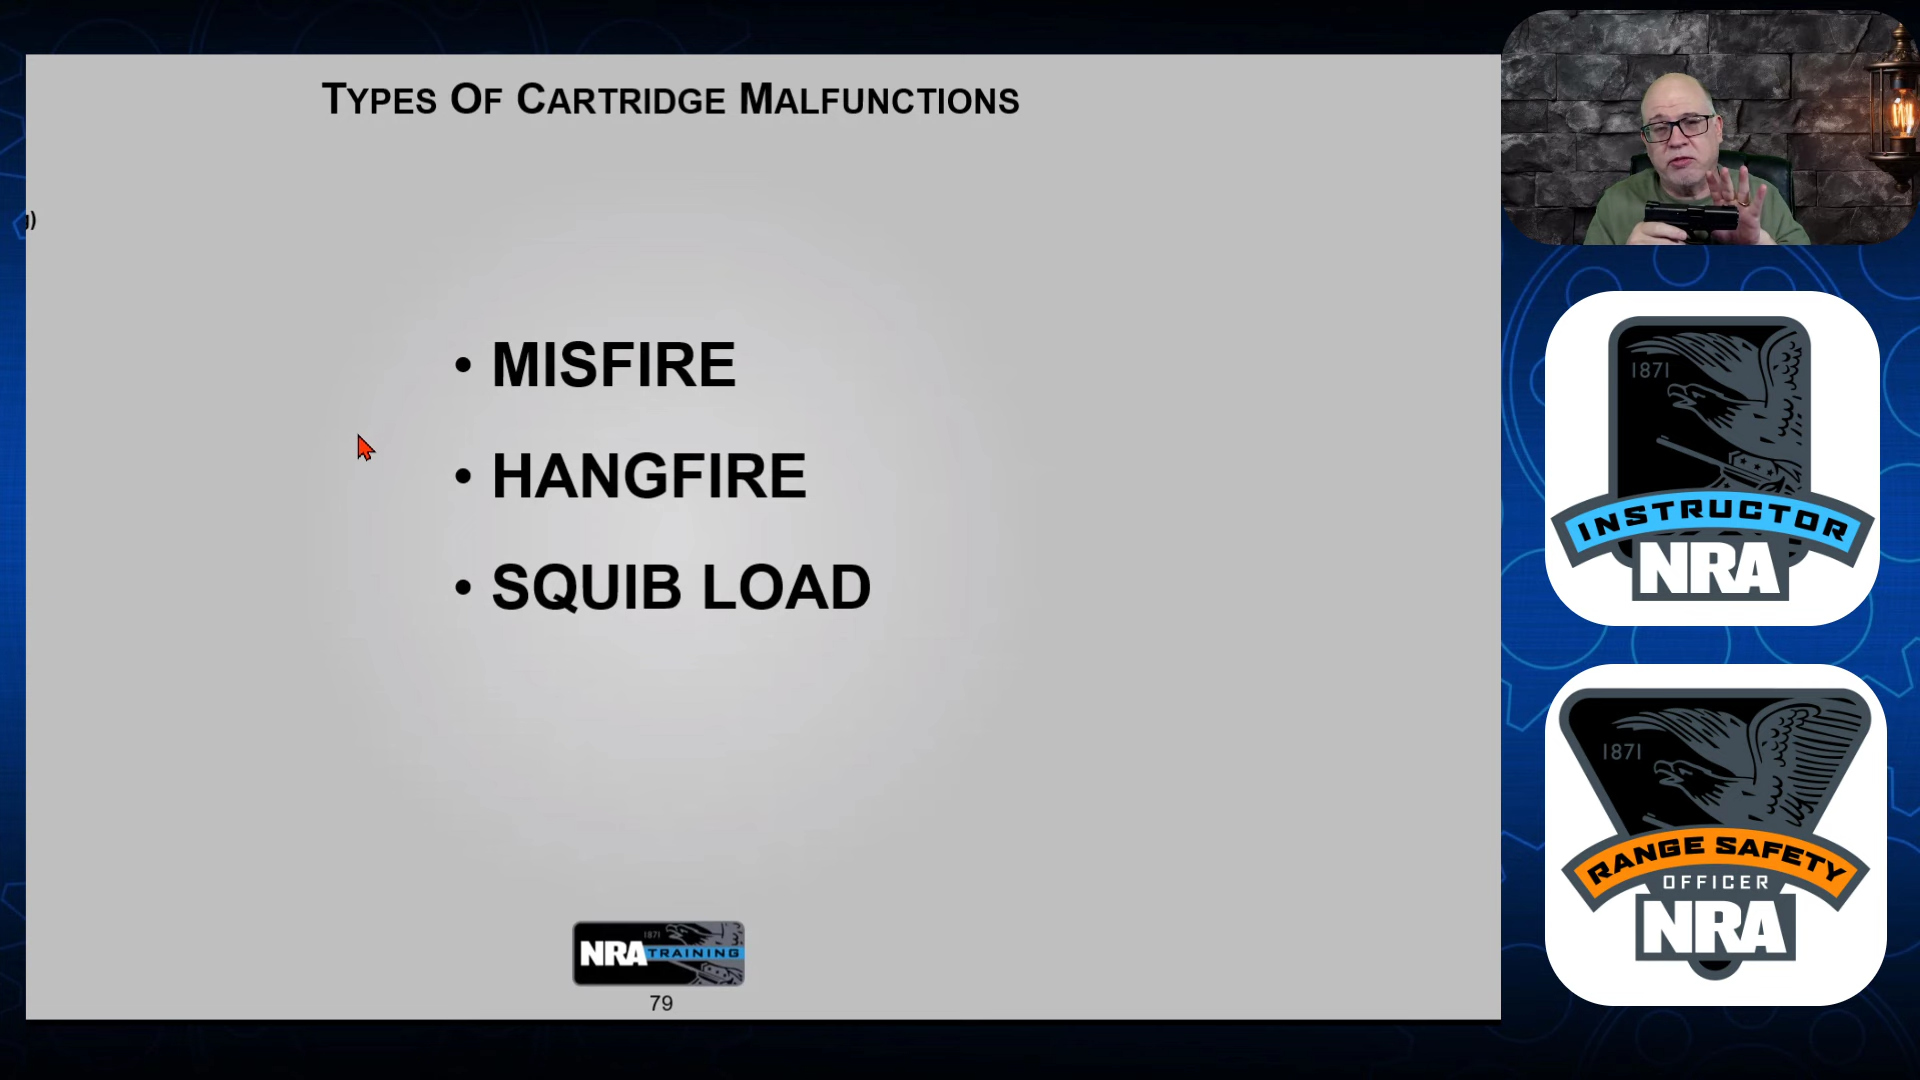 TYPES OF CARTRIDGE MALFUNCTIONS
g)
• MISFIRE
• HANGFIRE
• SQUIB LOAD
1871
NRA TRAINING
79
1871
INSTRUCTOR
NRA
1871
RANGE SAFETY
OFFICER
NRA